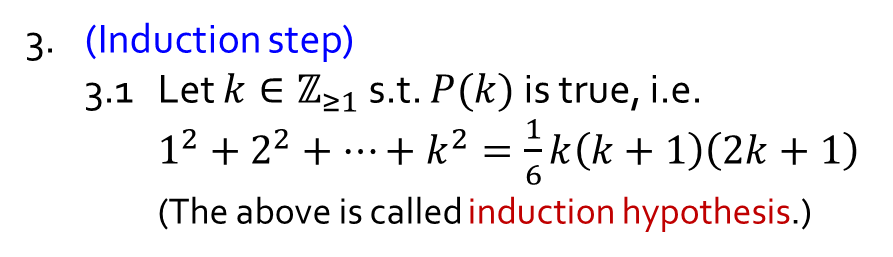 3. (Induction step)
3.1 Let k ∈ ℤ≥1 s.t. P(k) is true, i.e.
1² + 2² + ⋯ + k² = 1/6 k(k + 1)(2k + 1)
(The above is called induction hypothesis.)